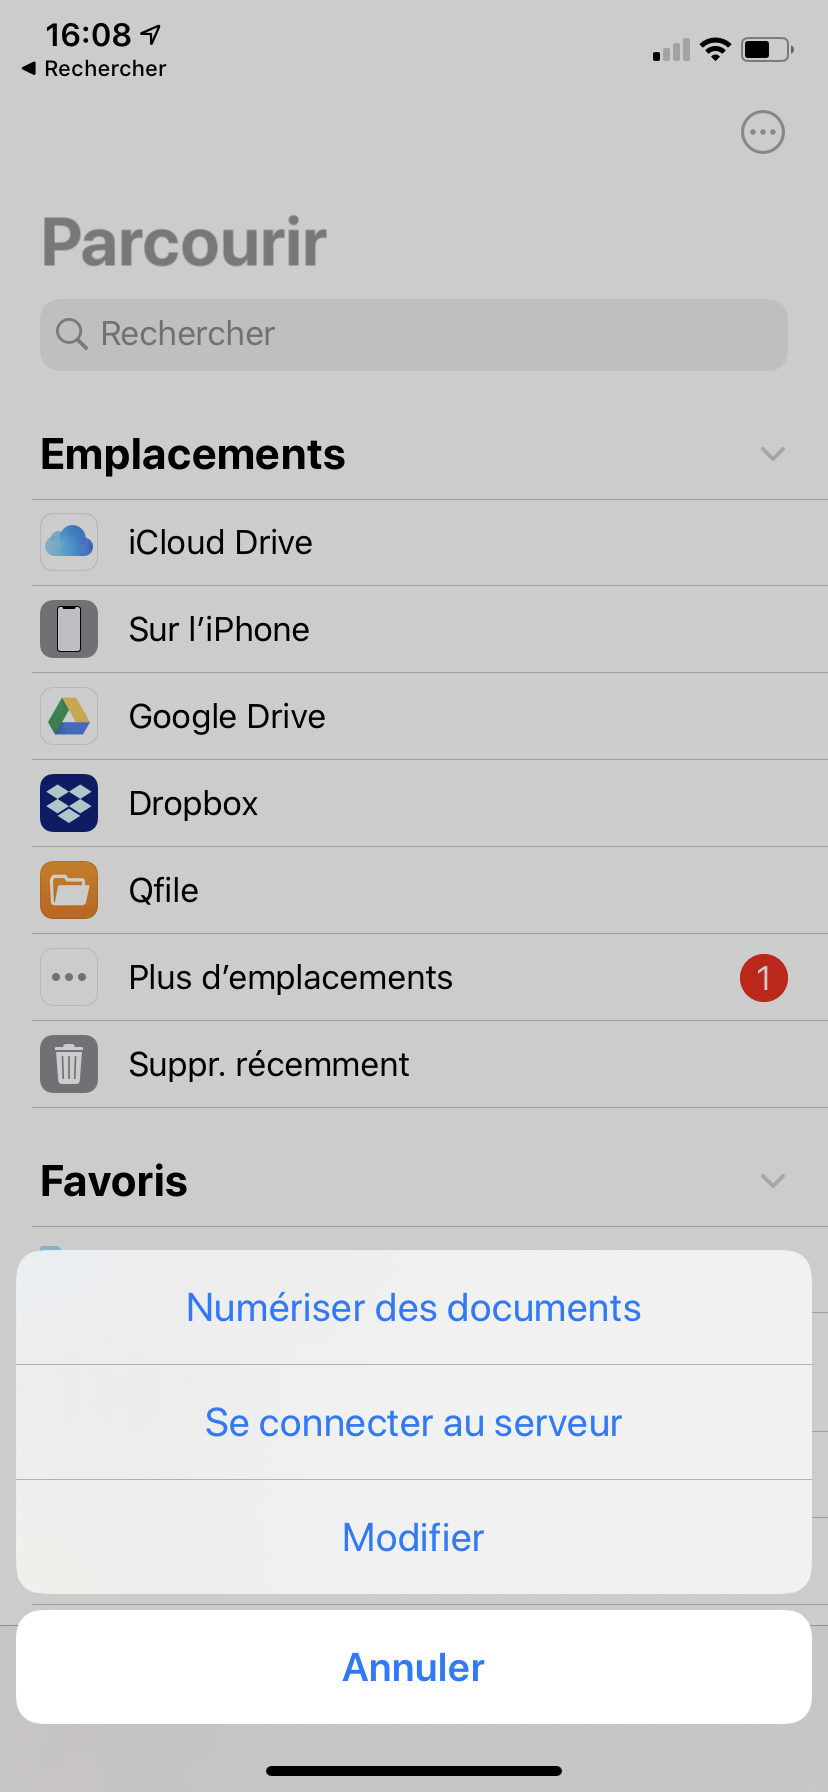 16:08
◀ Rechercher
Parcourir
Rechercher
Emplacements
iCloud Drive
Sur l’iPhone
Google Drive
Dropbox
Qfile
Plus d’emplacements
1
Suppr. récemment
Favoris
Numériser des documents
Se connecter au serveur
Modifier
Annuler